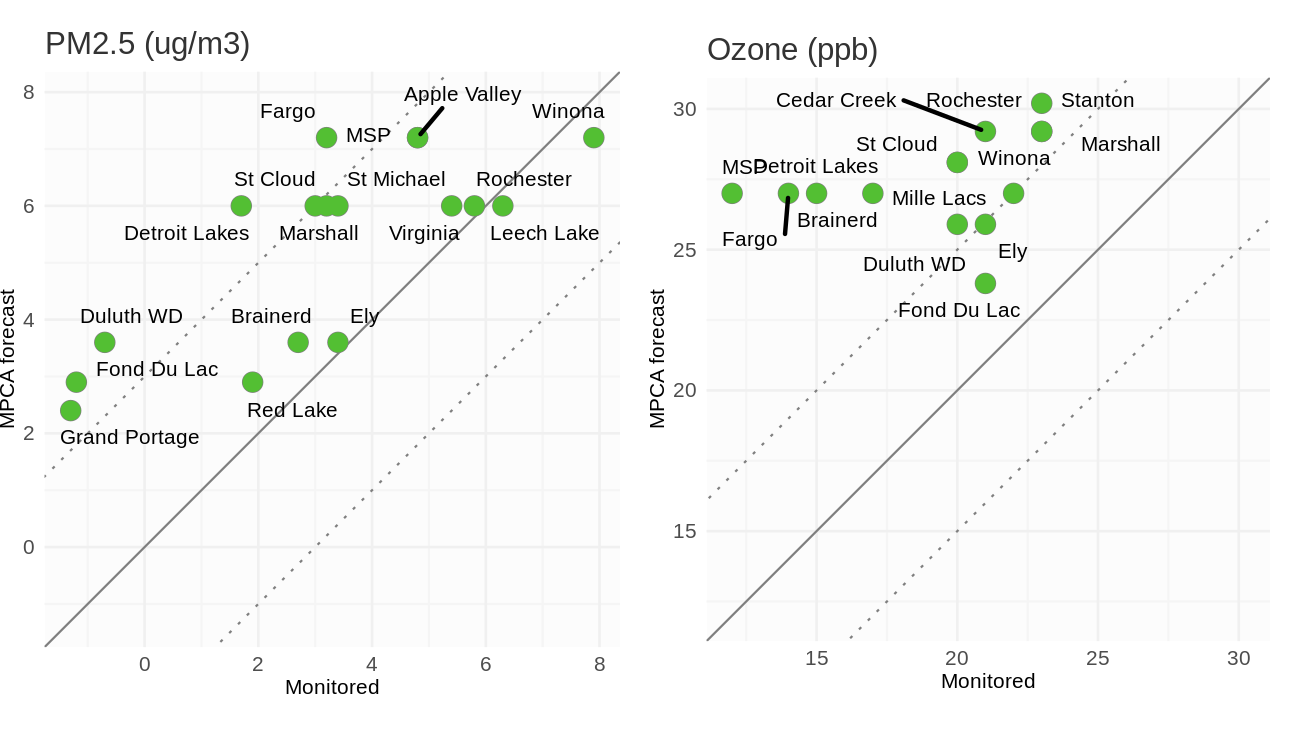 PM2.5 (ug/m3)
Ozone (ppb)
8
Fargo
Apple Valley
MSP
Winona
6
St Cloud
St Michael
Rochester
Detroit Lakes
Marshall
Virginia
Leech Lake
4
Duluth WD
Brainerd
Ely
Fond Du Lac
Red Lake
2
Grand Portage
0
MPCA forecast
0 2 4 6 8
Monitored
30
Cedar Creek
Rochester
Stanton
St Cloud
Winona
Marshall
MSP
Detroit Lakes
Mille Lacs
Fargo
Brainerd
25
Duluth WD
Ely
Fond Du Lac
20
15
MPCA forecast
15 20 25 30
Monitored